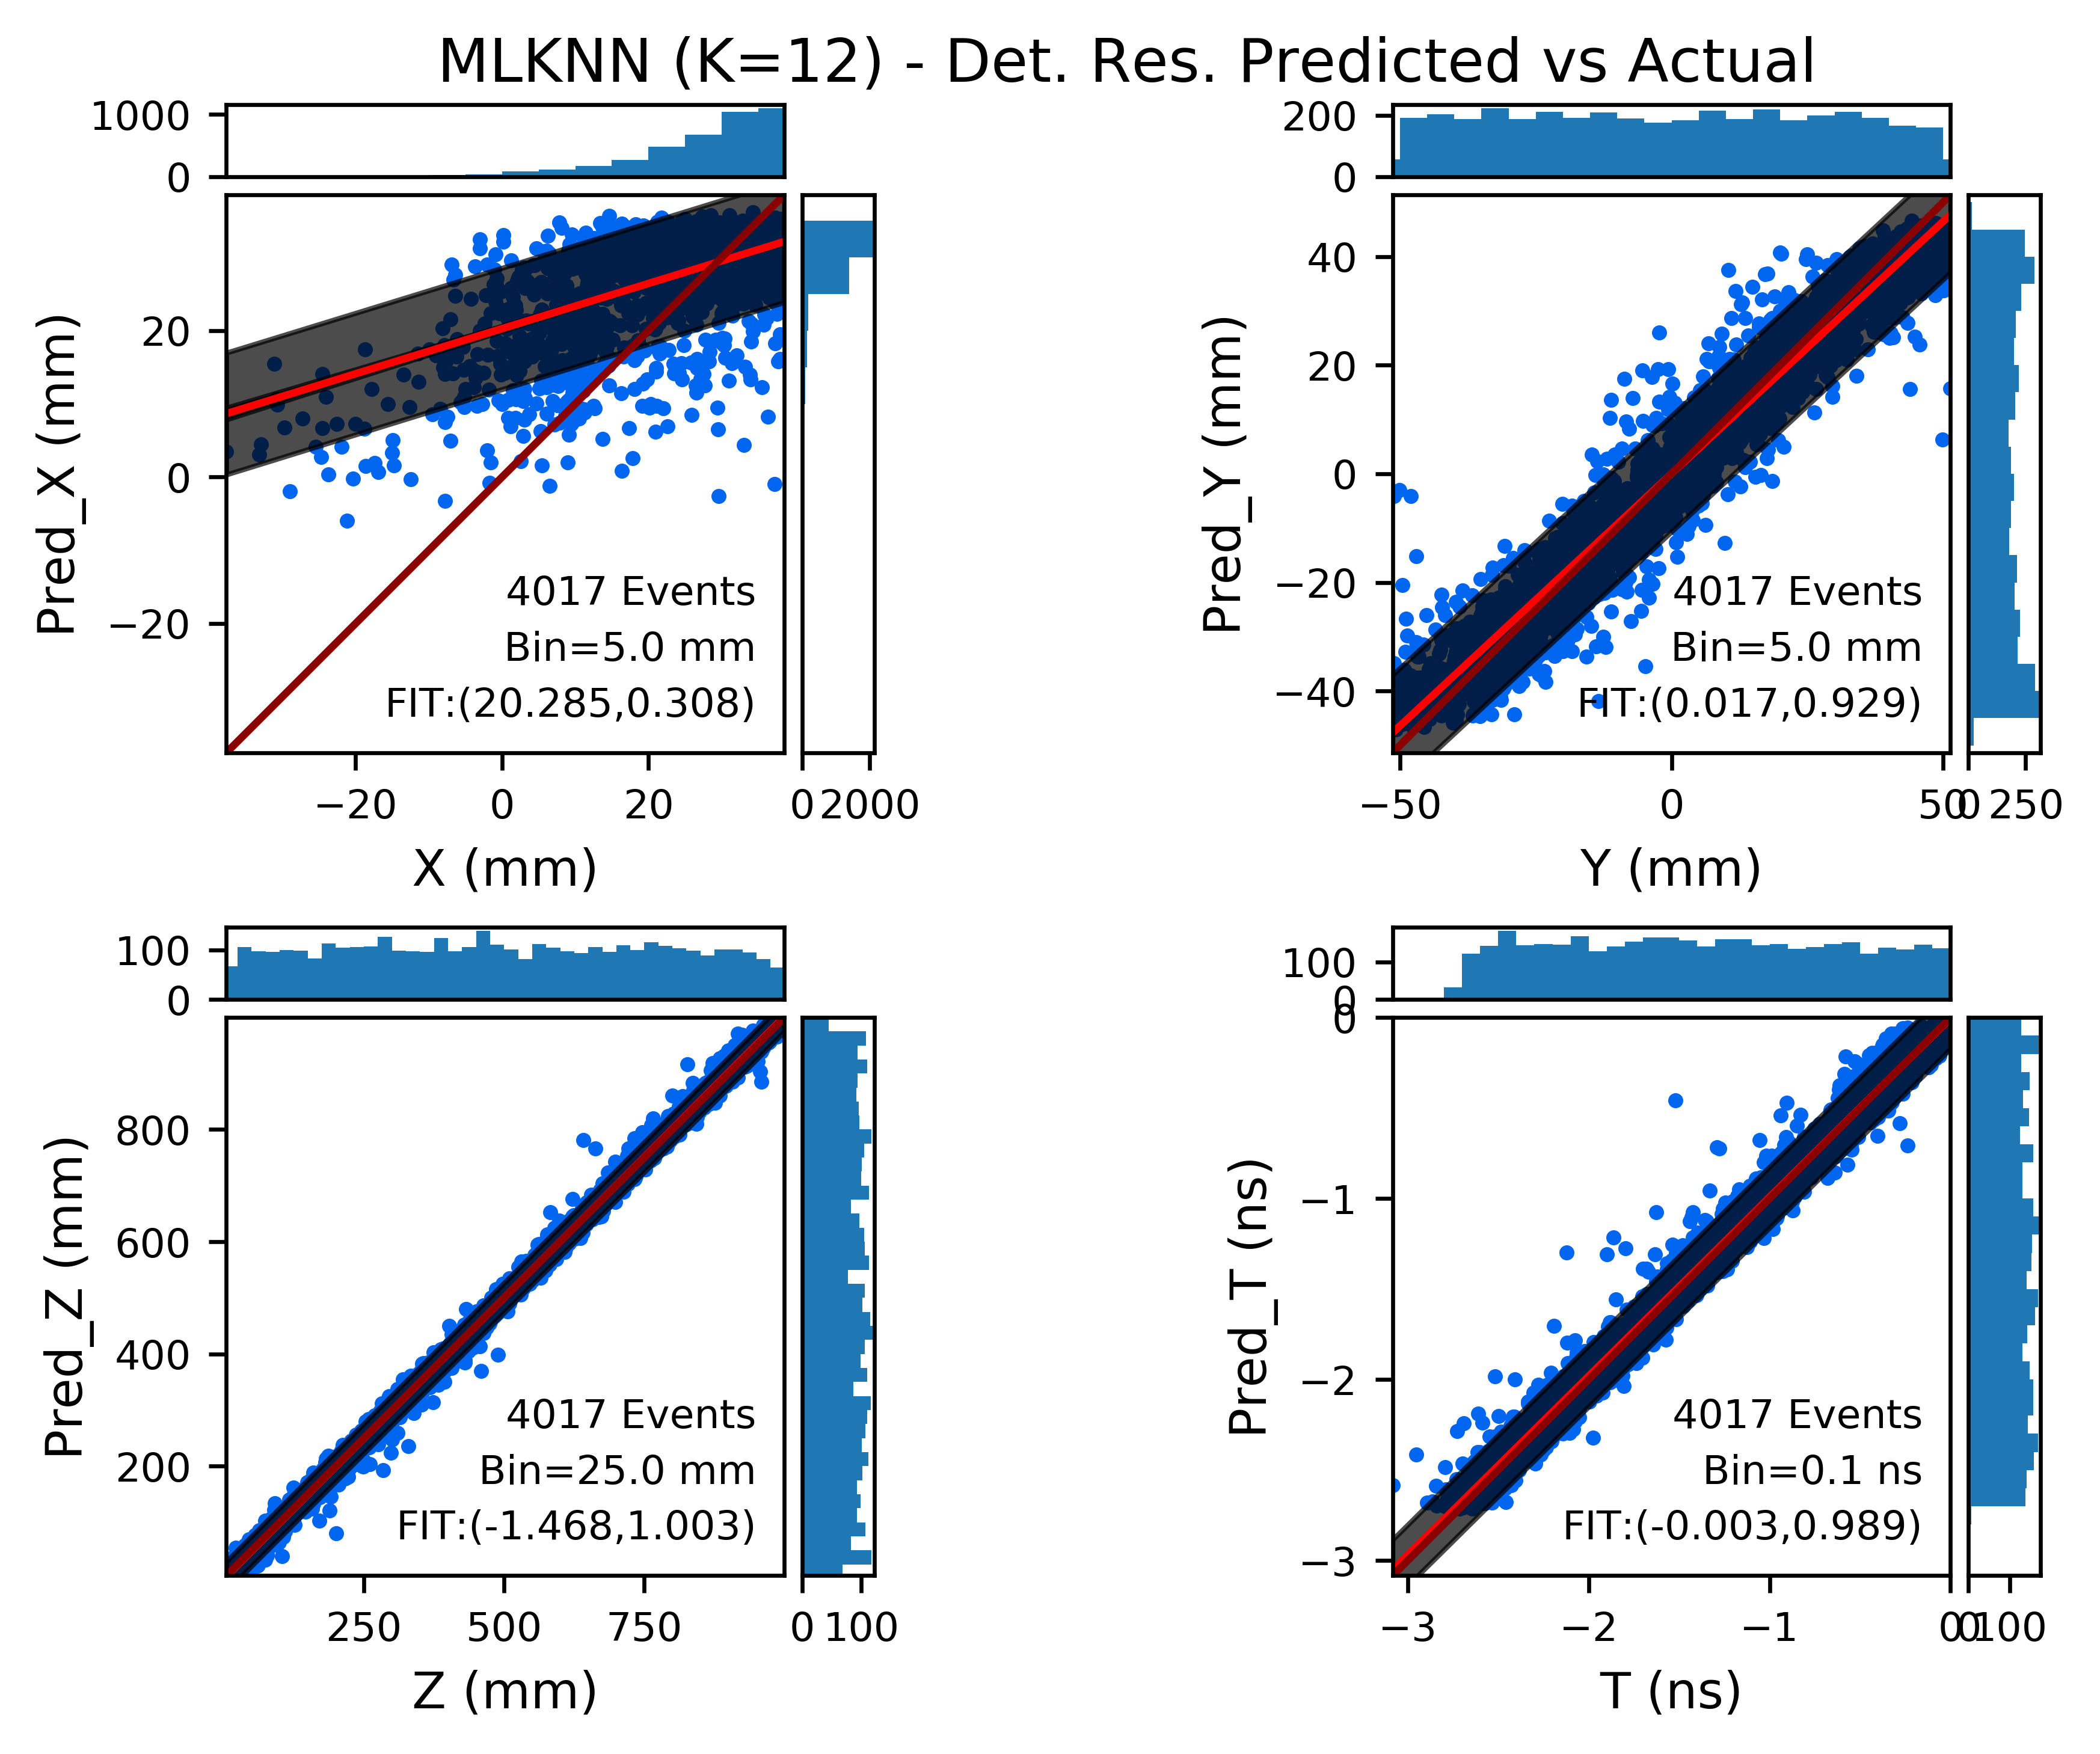 MLKNN (K=12) - Det. Res. Predicted vs Actual
1000
0
20
0
−20
Pred_X (mm)
4017 Events
Bin=5.0 mm
FIT:(20.285,0.308)
−20 0 20
0 2000
X (mm)
200
0
40
20
0
−20
−40
Pred_Y (mm)
4017 Events
Bin=5.0 mm
FIT:(0.017,0.929)
−50 0 50
0 250
Y (mm)
100
0
800
600
400
200
Pred_Z (mm)
4017 Events
Bin=25.0 mm
FIT:(-1.468,1.003)
250 500 750
0 100
Z (mm)
100
0
0
−1
−2
−3
Pred_T (ns)
4017 Events
Bin=0.1 ns
FIT:(-0.003,0.989)
−3 −2 −1 0
0 100
T (ns)